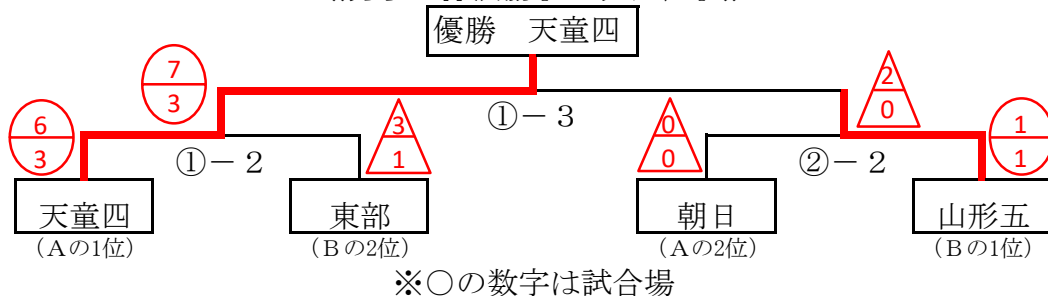 優勝 天童四
7
3
2
0
6
3
①－3
3
1
0
0
1
1
①－2
②－2
天童四
東部
朝日
山形五
（Aの1位）
（Bの2位）
（Aの2位）
（Bの1位）
※○の数字は試合場